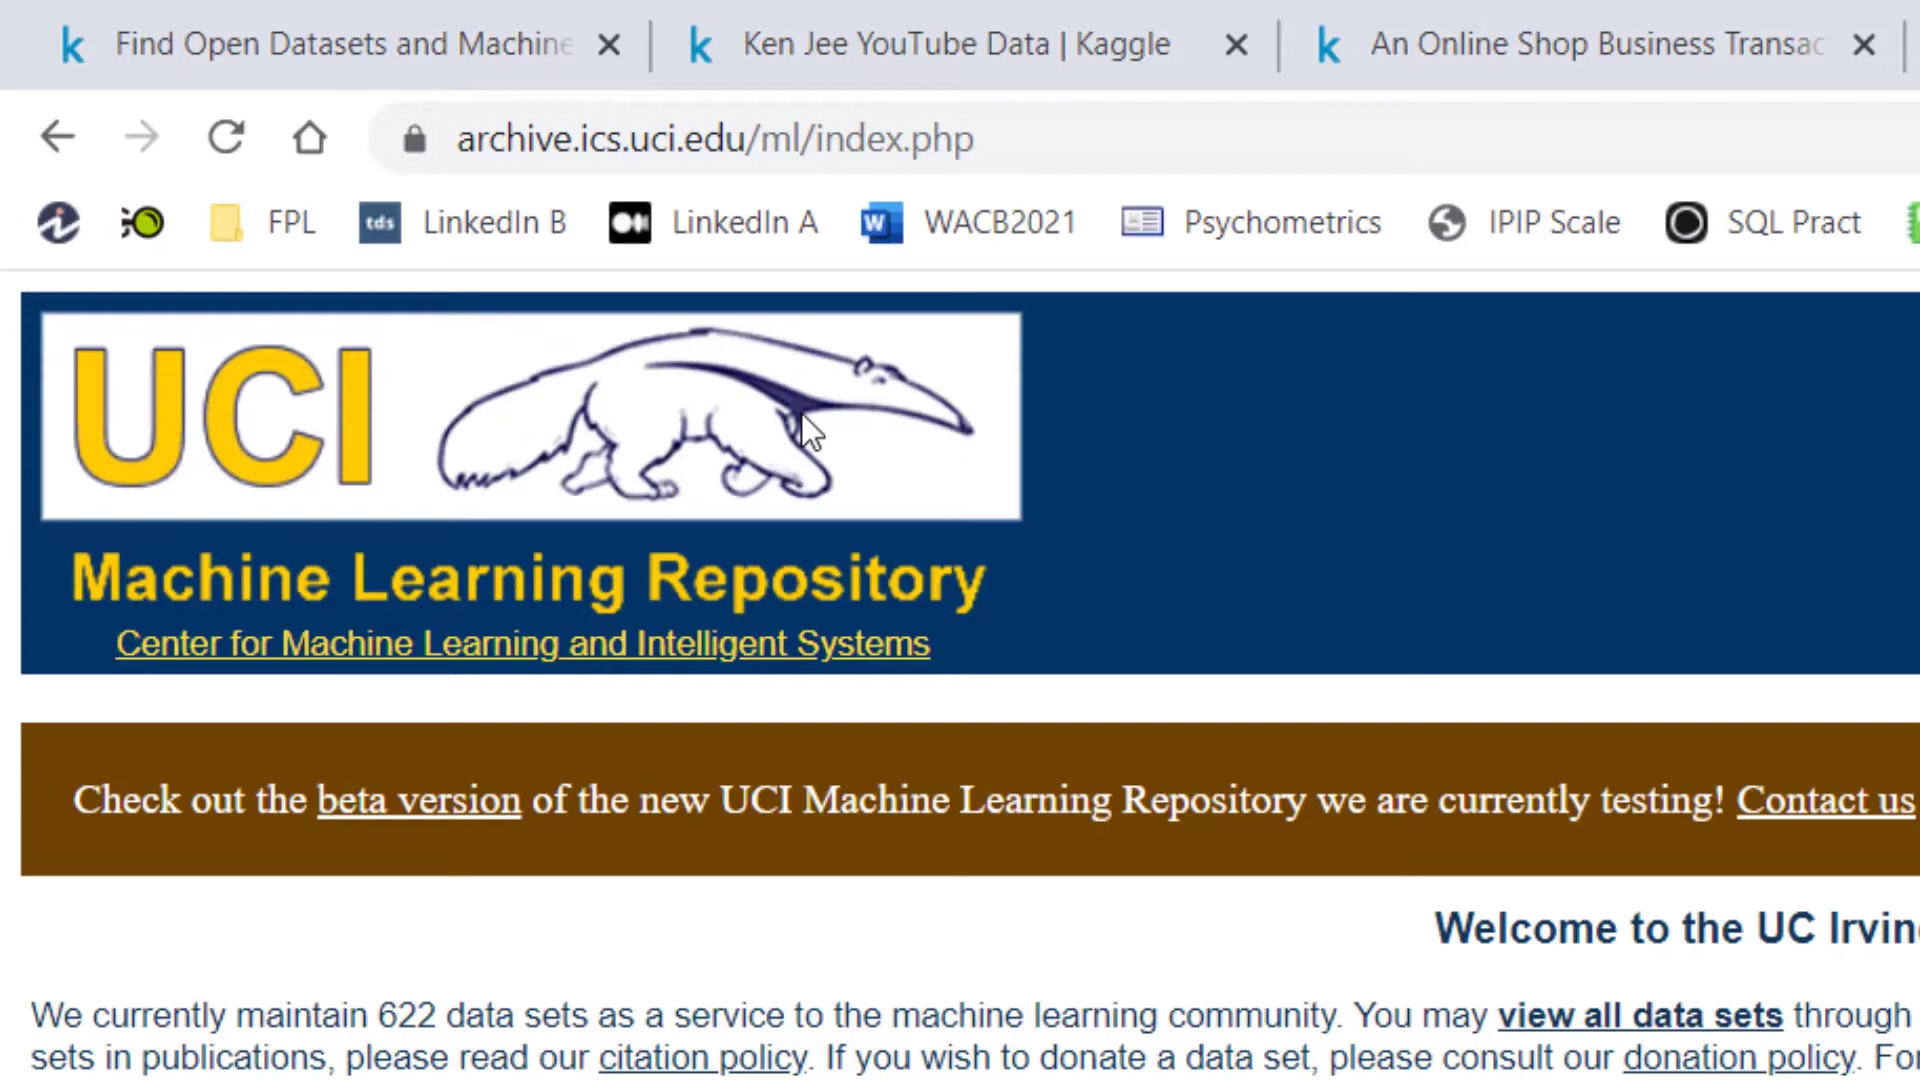 Find Open Datasets and Machine
Ken Jee YouTube Data | Kaggle
An Online Shop Business Transac
archive.ics.uci.edu/ml/index.php
FPL
tds
LinkedIn B
LinkedIn A
W
WACB2021
Psychometrics
IPIP Scale
SQL Pract
UCI
Machine Learning Repository
Center for Machine Learning and Intelligent Systems
Check out the beta version of the new UCI Machine Learning Repository we are currently testing! Contact us
Welcome to the UC Irvin
We currently maintain 622 data sets as a service to the machine learning community. You may view all data sets through
sets in publications, please read our citation policy. If you wish to donate a data set, please consult our donation policy. For